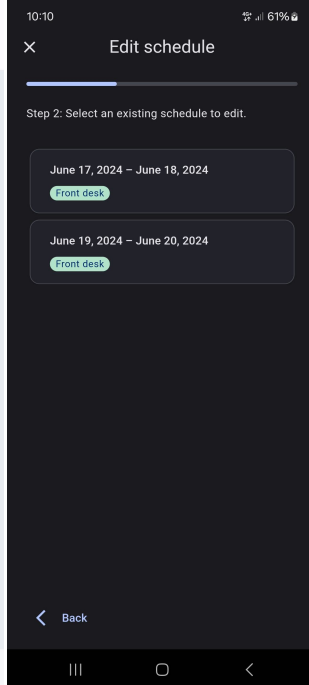 10:10
4G+ 61%
Edit schedule
Step 2: Select an existing schedule to edit.
June 17, 2024 – June 18, 2024
Front desk
June 19, 2024 – June 20, 2024
Front desk
Back